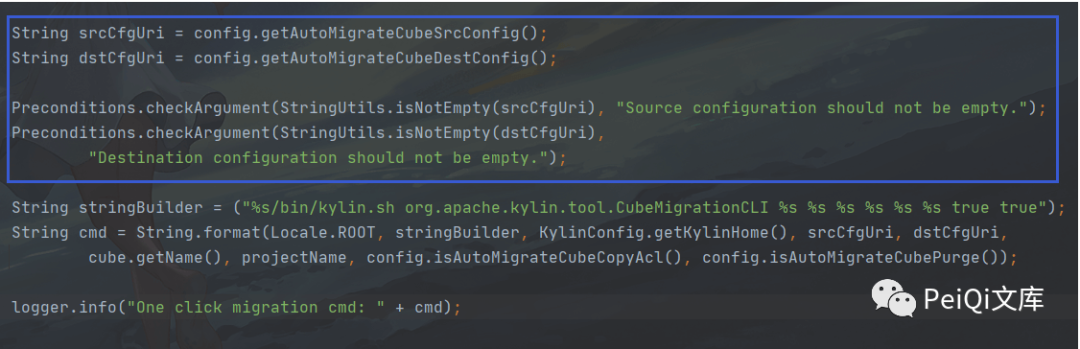 String srcCfgUri = config.getAutoMigrateCubeSrcConfig();
String dstCfgUri = config.getAutoMigrateCubeDestConfig();
Preconditions.checkArgument(StringUtils.isNotEmpty(srcCfgUri), "Source configuration should not be empty.");
Preconditions.checkArgument(StringUtils.isNotEmpty(dstCfgUri),
"Destination configuration should not be empty.");
String stringBuilder = ("%s/bin/kylin.sh org.apache.kylin.tool.CubeMigrationCLI %s %s %s %s %s %s true true");
String cmd = String.format(Locale.ROOT, stringBuilder, KylinConfig.getKylinHome(), srcCfgUri, dstCfgUri,
cube.getName(), projectName, config.isAutoMigrateCubeCopyAcl(), config.isAutoMigrateCubePurge());
logger.info("One click migration cmd: " + cmd);
PeiQi文库